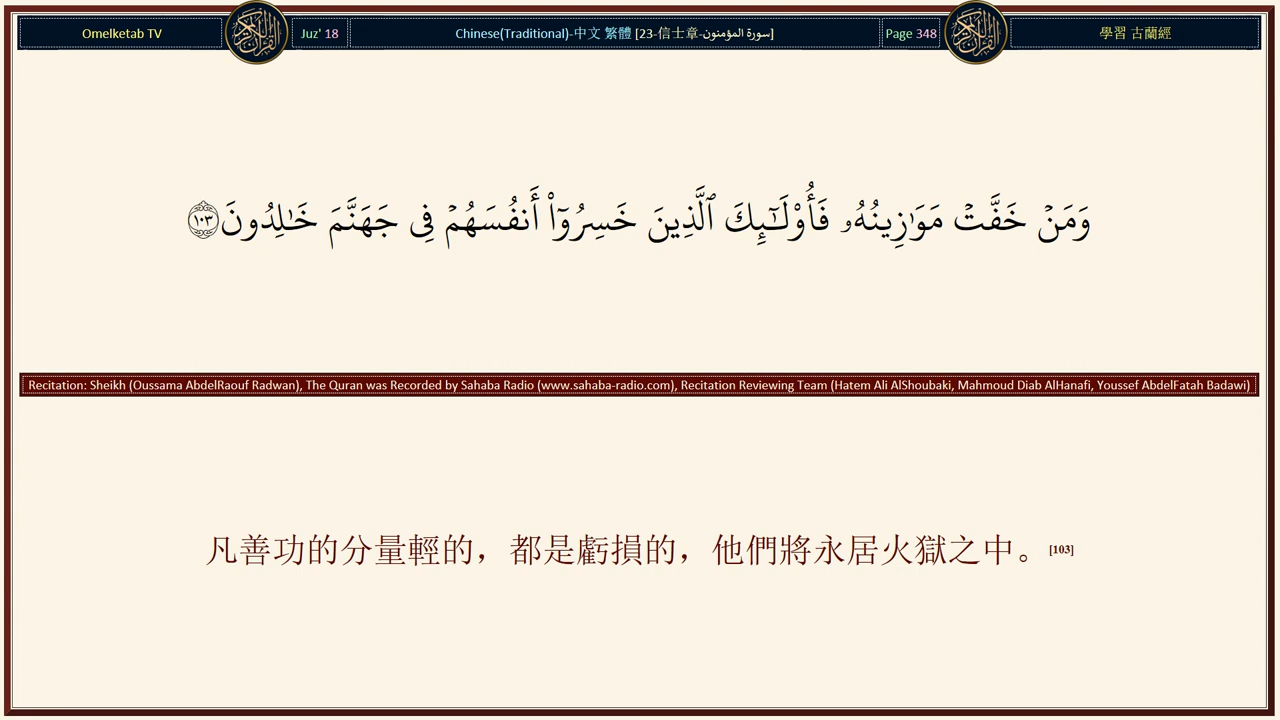 Omelketab TV
Juz' 18
Chinese(Traditional)-中文 繁體 [23-信士章-سورة المؤمنون]
Page 348
學習 古蘭經
وَمَنۡ خَفَّتۡ مَوَٰزِينُهُۥ فَأُوْلَـٰٓئِكَ ٱلَّذِينَ خَسِرُوٓاْ أَنفُسَهُمۡ فِى جَهَنَّمَ خَـٰلِدُونَ ١٠٣
Recitation: Sheikh (Oussama AbdelRaouf Radwan), The Quran was Recorded by Sahaba Radio (www.sahaba-radio.com), Recitation Reviewing Team (Hatem Ali AlShoubaki, Mahmoud Diab AlHanafi, Youssef AbdelFatah Badawi)
凡善功的分量輕的，都是虧損的，他們將永居火獄之中。[103]